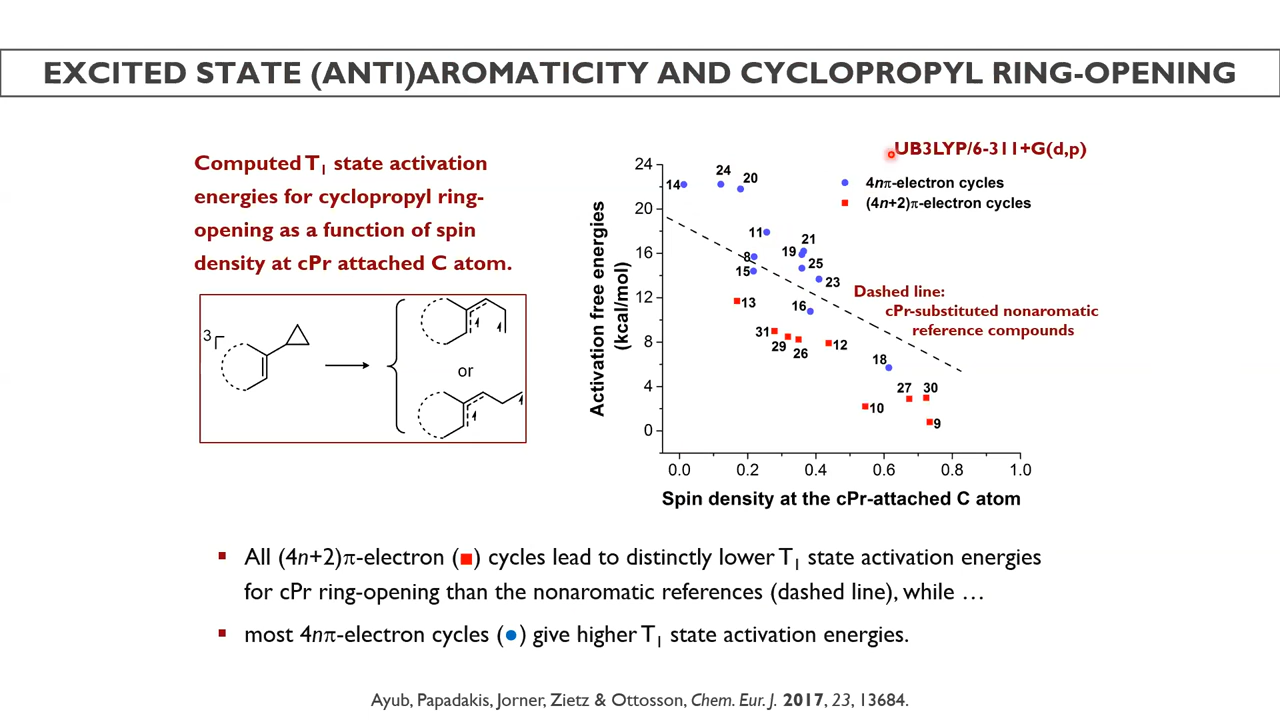 EXCITED STATE (ANTI)AROMATICITY AND CYCLOPROPYL RING-OPENING
Computed T₁ state activation
energies for cyclopropyl ring-
opening as a function of spin
density at cPr attached C atom.
3
or
UB3LYP/6-311+G(d,p)
4nπ-electron cycles
(4n+2)π-electron cycles
Activation free energies
(kcal/mol)
24
20
16
12
8
4
0
14
24
20
11
8
15
19
21
25
23
16
13
31
29
26
12
18
27
30
10
9
Dashed line:
cPr-substituted nonaromatic
reference compounds
0.0 0.2 0.4 0.6 0.8 1.0
Spin density at the cPr-attached C atom
▪ All (4n+2)π-electron (■) cycles lead to distinctly lower T₁ state activation energies
for cPr ring-opening than the nonaromatic references (dashed line), while …
▪ most 4nπ-electron cycles (●) give higher T₁ state activation energies.
Ayub, Papadakis, Jorner, Zietz & Ottosson, Chem. Eur. J. 2017, 23, 13684.